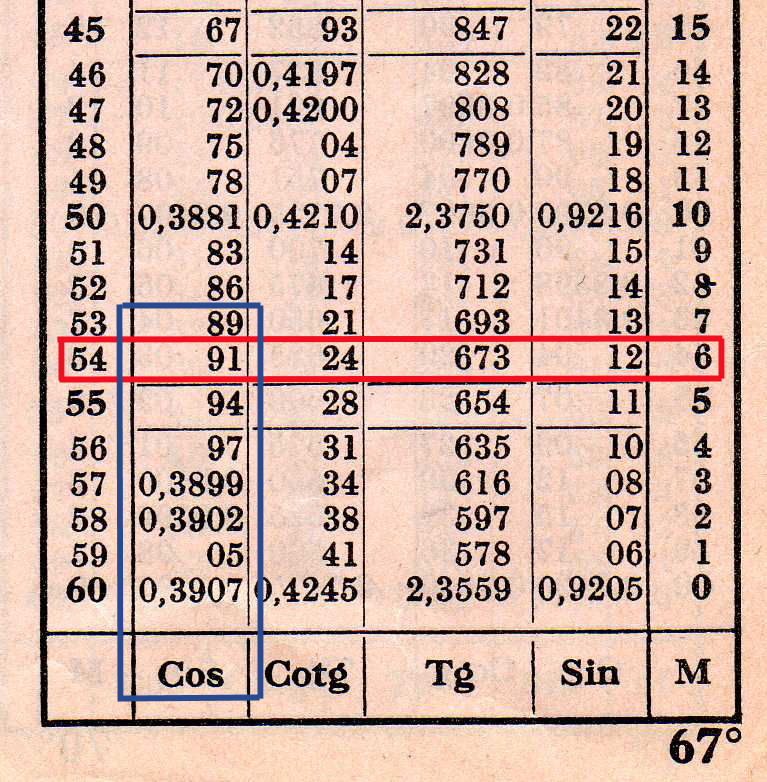 45 67 93 847 22 15
46 70 0,4197 828 21 14
47 72 0,4200 808 20 13
48 75 04 789 19 12
49 78 07 770 18 11
50 0,3881 0,4210 2,3750 0,9216 10
51 83 14 731 15 9
52 86 17 712 14 8
53 89 21 693 13 7
54 91 24 673 12 6
55 94 28 654 11 5
56 97 31 635 10 4
57 0,3899 34 616 08 3
58 0,3902 38 597 07 2
59 05 41 578 06 1
60 0,3907 0,4245 2,3559 0,9205 0
Cos Cotg Tg Sin M
67°